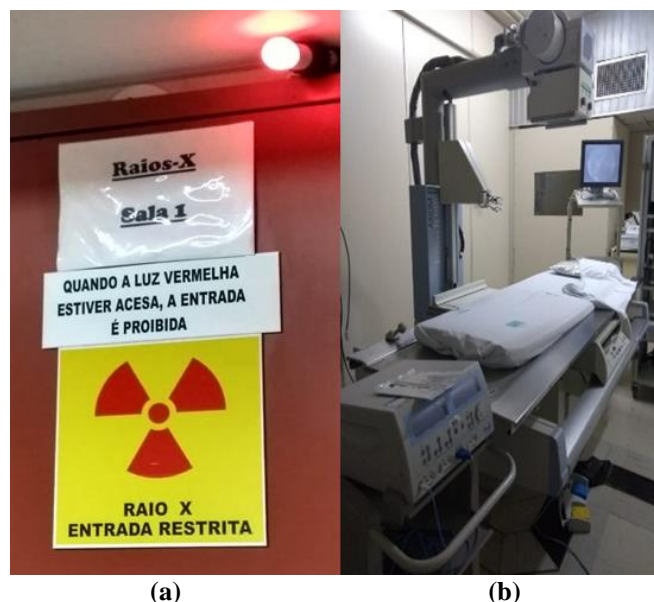 Raios-X
Sala 1
QUANDO A LUZ VERMELHA
ESTIVER ACESA, A ENTRADA
É PROIBIDA
RAIO X
ENTRADA RESTRITA
(a)
(b)